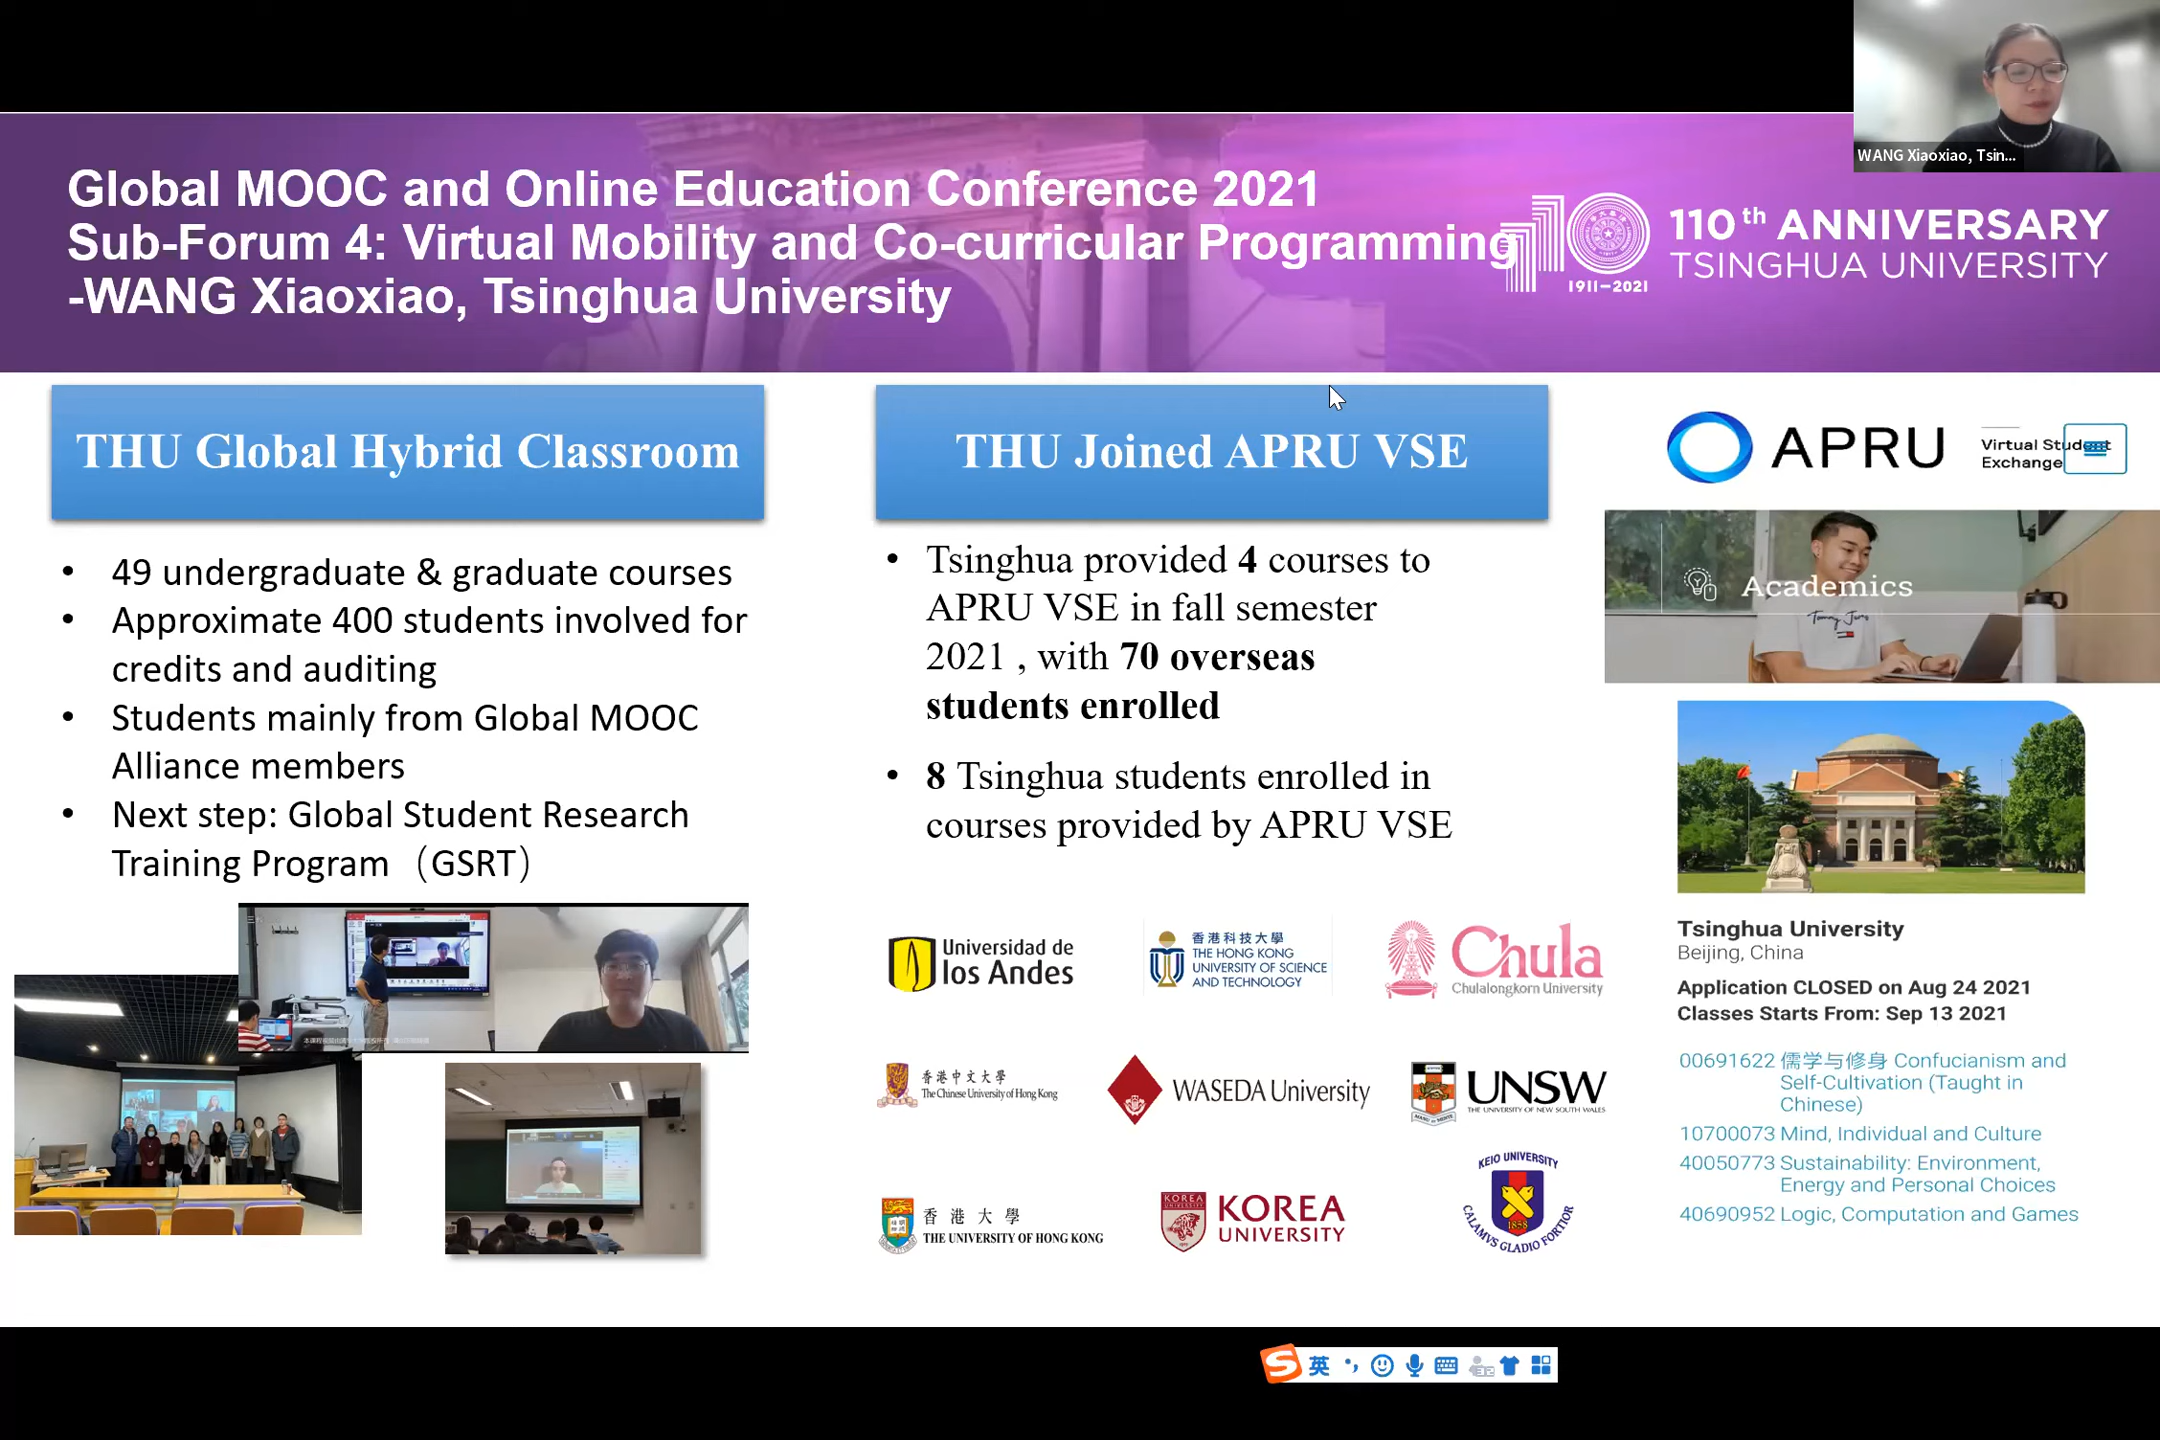 WANG Xiaoxiao, Tsin...
Global MOOC and Online Education Conference 2021
Sub-Forum 4: Virtual Mobility and Co-curricular Programming
-WANG Xiaoxiao, Tsinghua University
1911-2021
110th ANNIVERSARY
TSINGHUA UNIVERSITY
THU Global Hybrid Classroom
• 49 undergraduate & graduate courses
• Approximate 400 students involved for
credits and auditing
• Students mainly from Global MOOC
Alliance members
• Next step: Global Student Research
Training Program （GSRT）
THU Joined APRU VSE
• Tsinghua provided 4 courses to
APRU VSE in fall semester
2021 , with 70 overseas
students enrolled
• 8 Tsinghua students enrolled in
courses provided by APRU VSE
Universidad de
los Andes
香港科技大學
THE HONG KONG
UNIVERSITY OF SCIENCE
AND TECHNOLOGY
Chula
Chulalongkorn University
香港中文大學
The Chinese University of Hong Kong
WASEDA University
UNSW
THE UNIVERSITY OF NEW SOUTH WALES
香港大學
THE UNIVERSITY OF HONG KONG
KOREA
UNIVERSITY
KEIO UNIVERSITY
1858
CALAMVS GLADIO FORTIOR
APRU
Virtual Student
Exchange
Academics
Tsinghua University
Beijing, China
Application CLOSED on Aug 24 2021
Classes Starts From: Sep 13 2021
00691622 儒学与修身 Confucianism and
Self-Cultivation (Taught in
Chinese)
10700073 Mind, Individual and Culture
40050773 Sustainability: Environment,
Energy and Personal Choices
40690952 Logic, Computation and Games
S 英